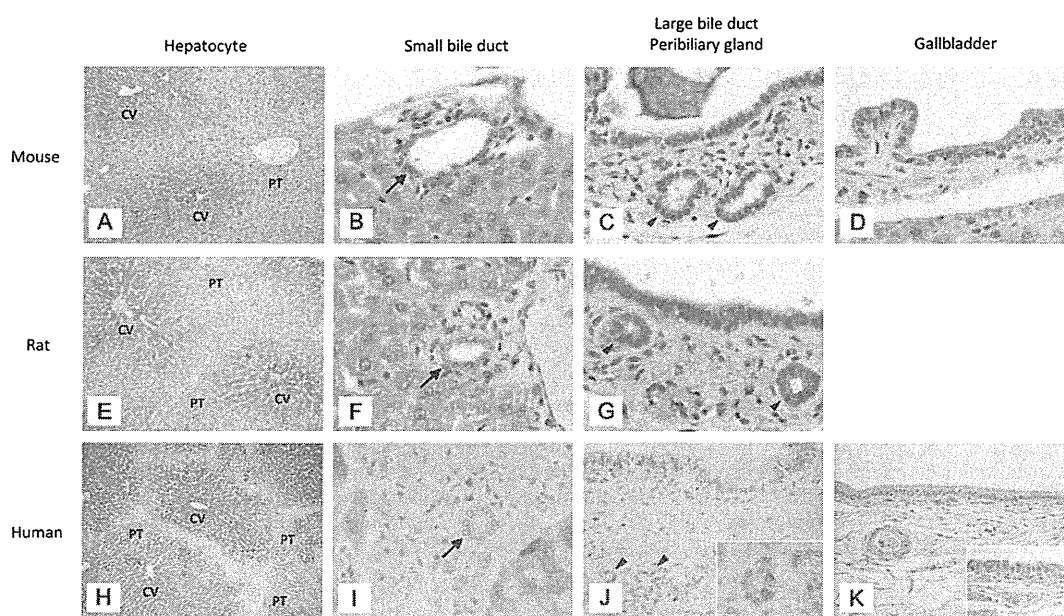 Hepatocyte
Small bile duct
Large bile duct
Peribiliary gland
Gallbladder
Mouse
CV
PT
CV
A
B
C
D
Rat
PT
CV
PT
CV
E
F
G
Human
CV
PT
PT
CV
PT
H
I
J
K